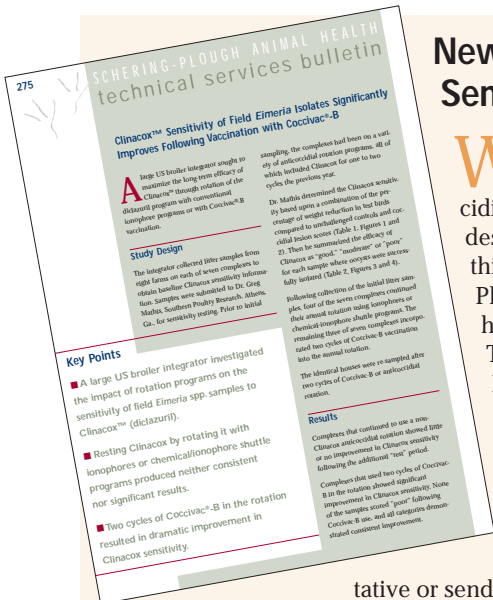 275
SCHERING-PLOUGH ANIMAL HEALTH
technical services bulletin
Clinacox™ Sensitivity of Field Eimeria Isolates Significantly
Improves Following Vaccination with Coccivac®-B
A large US broiler integrator sought to
maximize the long-term efficacy of
Clinacox™ through rotation of the
diclazuril program with conventional
ionophore programs or with Coccivac®-B
vaccination.
Study Design
The integrator collected litter samples from
eight farms on each of seven complexes to
obtain baseline Clinacox sensitivity informa-
tion. Samples were submitted to Dr. Greg
Mathis, Southern Poultry Research, Athens,
Ga., for sensitivity testing. Prior to initial
sampling, the complexes had been on a vari-
ety of anticoccidial rotation programs, all of
which included Clinacox for one to two
cycles the previous year.
Dr. Mathis determined the Clinacox sensitiv-
ity based upon a combination of the per-
centage of weight reduction in test birds
compared to unchallenged controls and coc-
cidial lesion scores (Table 1, Figures 1 and
2). Then he summarized the efficacy of
Clinacox as "good," "moderate" or "poor"
for each sample where oocysts were success-
fully isolated (Table 2, Figures 3 and 4).
Following collection of the initial litter sam-
ples, four of the seven complexes continued
their annual rotation using ionophores or
chemical-ionophore shuttle programs. The
remaining three of seven complexes incorpo-
rated two cycles of Coccivac-B vaccination
into the annual rotation.
The identical houses were re-sampled after
two cycles of Coccivac-B or anticoccidial
rotation.
Results
Complexes that continued to use a non-
Clinacox anticoccidial rotation showed little
or no improvement in Clinacox sensitivity
following the additional "rest" period.
Complexes that used two cycles of Coccivac-
B in the rotation showed significant
improvement in Clinacox sensitivity. None
of the samples scored "poor" following
Coccivac-B use, and all categories demon-
strated consistent improvement.
Key Points
■ A large US broiler integrator investigated
the impact of rotation programs on the
sensitivity of field Eimeria spp. samples to
Clinacox™ (diclazuril).
■ Resting Clinacox by rotating it with
ionophores or chemical/ionophore shuttle
programs produced neither consistent
nor significant results.
■ Two cycles of Coccivac®-B in the rotation
resulted in dramatic improvement in
Clinacox sensitivity.
New
Sen
W
cidi
des
thi
Pl
h
T
tative or send